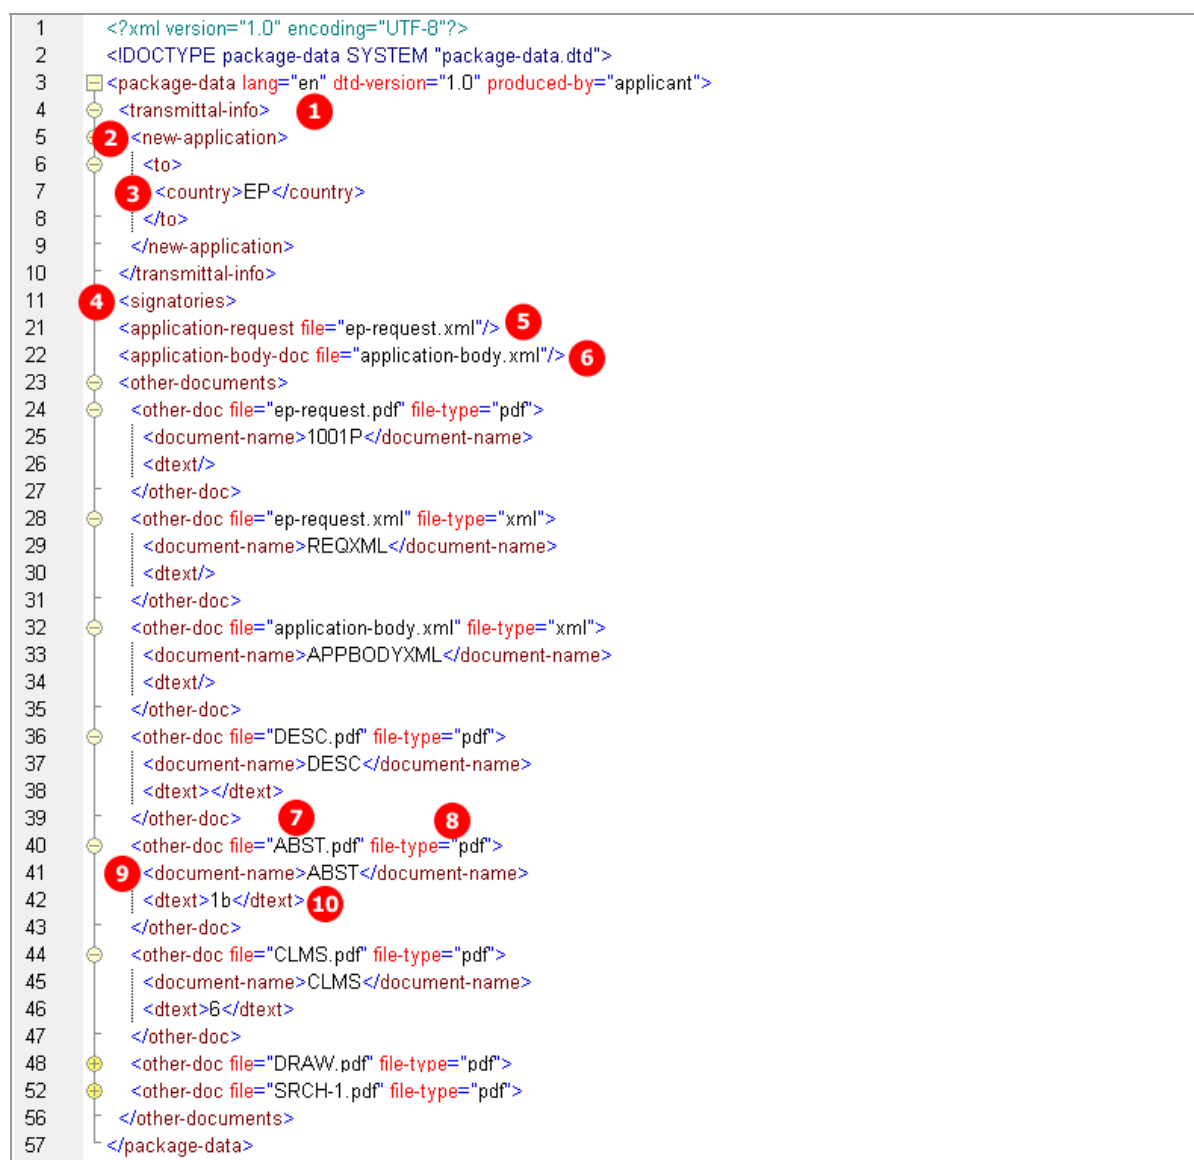 1 <?xml version="1.0" encoding="UTF-8"?>
2 <!DOCTYPE package-data SYSTEM "package-data.dtd">
3 <package-data lang="en" dtd-version="1.0" produced-by="applicant">
4 <transmittal-info> 1
5 2 <new-application>
6 <to>
7 3 <country>EP</country>
8 </to>
9 </new-application>
10 </transmittal-info>
11 4 <signatories>
21 <application-request file="ep-request.xml"/> 5
22 <application-body-doc file="application-body.xml"/> 6
23 <other-documents>
24 <other-doc file="ep-request.pdf" file-type="pdf">
25 <document-name>1001P</document-name>
26 <dtext/>
27 </other-doc>
28 <other-doc file="ep-request.xml" file-type="xml">
29 <document-name>REQXML</document-name>
30 <dtext/>
31 </other-doc>
32 <other-doc file="application-body.xml" file-type="xml">
33 <document-name>APPBODYXML</document-name>
34 <dtext/>
35 </other-doc>
36 <other-doc file="DESC.pdf" file-type="pdf">
37 <document-name>DESC</document-name>
38 <dtext></dtext>
39 </other-doc> 7 8
40 <other-doc file="ABST.pdf" file-type="pdf">
41 9 <document-name>ABST</document-name>
42 <dtext>1b</dtext> 10
43 </other-doc>
44 <other-doc file="CLMS.pdf" file-type="pdf">
45 <document-name>CLMS</document-name>
46 <dtext>6</dtext>
47 </other-doc>
48 <other-doc file="DRAW.pdf" file-type="pdf">
52 <other-doc file="SRCH-1.pdf" file-type="pdf">
56 </other-documents>
57 </package-data>